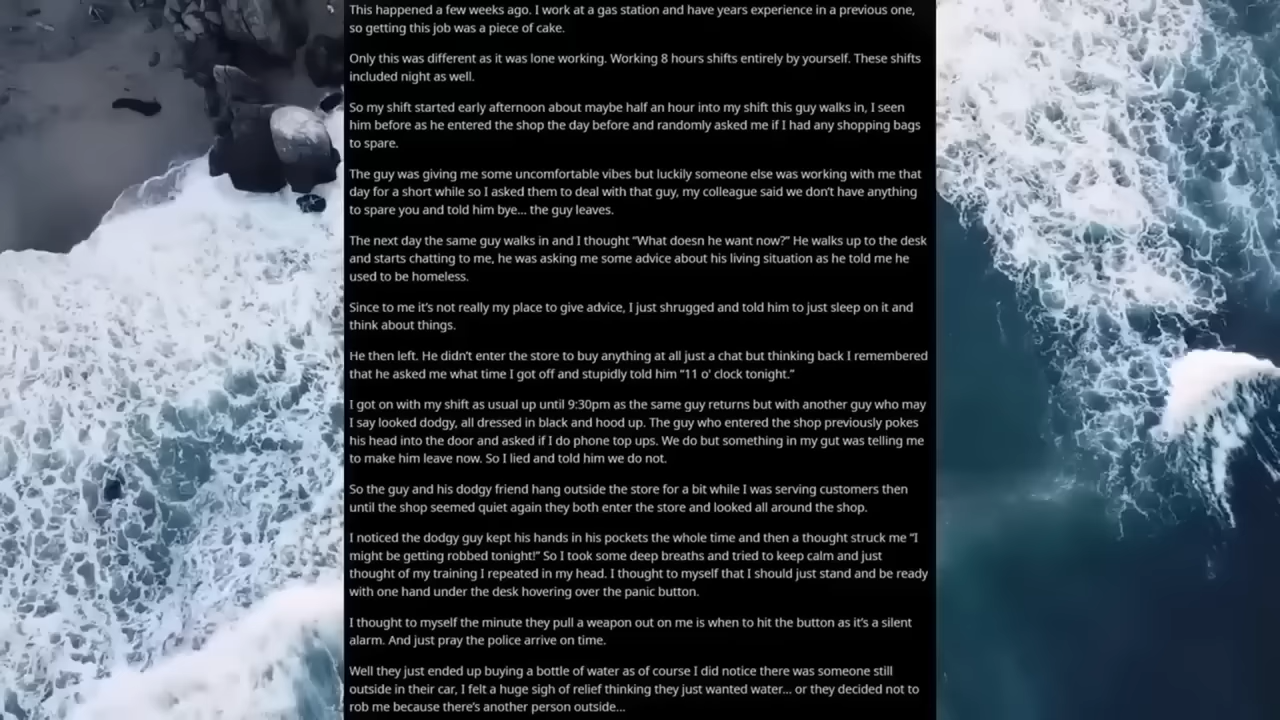 This happened a few weeks ago. I work at a gas station and have years experience in a previous one,
so getting this job was a piece of cake.
Only this was different as it was lone working. Working 8 hours shifts entirely by yourself. These shifts
included night as well.
So my shift started early afternoon about maybe half an hour into my shift this guy walks in, I seen
him before as he entered the shop the day before and randomly asked me if I had any shopping bags
to spare.
The guy was giving me some uncomfortable vibes but luckily someone else was working with me that
day for a short while so I asked them to deal with that guy, my colleague said we don’t have anything
to spare you and told him bye... the guy leaves.
The next day the same guy walks in and I thought “What doesn he want now?” He walks up to the desk
and starts chatting to me, he was asking me some advice about his living situation as he told me he
used to be homeless.
Since to me it’s not really my place to give advice, I just shrugged and told him to just sleep on it and
think about things.
He then left. He didn’t enter the store to buy anything at all just a chat but thinking back I remembered
that he asked me what time I got off and stupidly told him “11 o' clock tonight.”
I got on with my shift as usual up until 9:30pm as the same guy returns but with another guy who may
I say looked dodgy, all dressed in black and hood up. The guy who entered the shop previously pokes
his head into the door and asked if I do phone top ups. We do but something in my gut was telling me
to make him leave now. So I lied and told him we do not.
So the guy and his dodgy friend hang outside the store for a bit while I was serving customers then
until the shop seemed quiet again they both enter the store and looked all around the shop.
I noticed the dodgy guy kept his hands in his pockets the whole time and then a thought struck me “I
might be getting robbed tonight!” So I took some deep breaths and tried to keep calm and just
thought of my training I repeated in my head. I thought to myself that I should just stand and be ready
with one hand under the desk hovering over the panic button.
I thought to myself the minute they pull a weapon out on me is when to hit the button as it’s a silent
alarm. And just pray the police arrive on time.
Well they just ended up buying a bottle of water as of course I did notice there was someone still
outside in their car, I felt a huge sigh of relief thinking they just wanted water... or they decided not to
rob me because there’s another person outside...